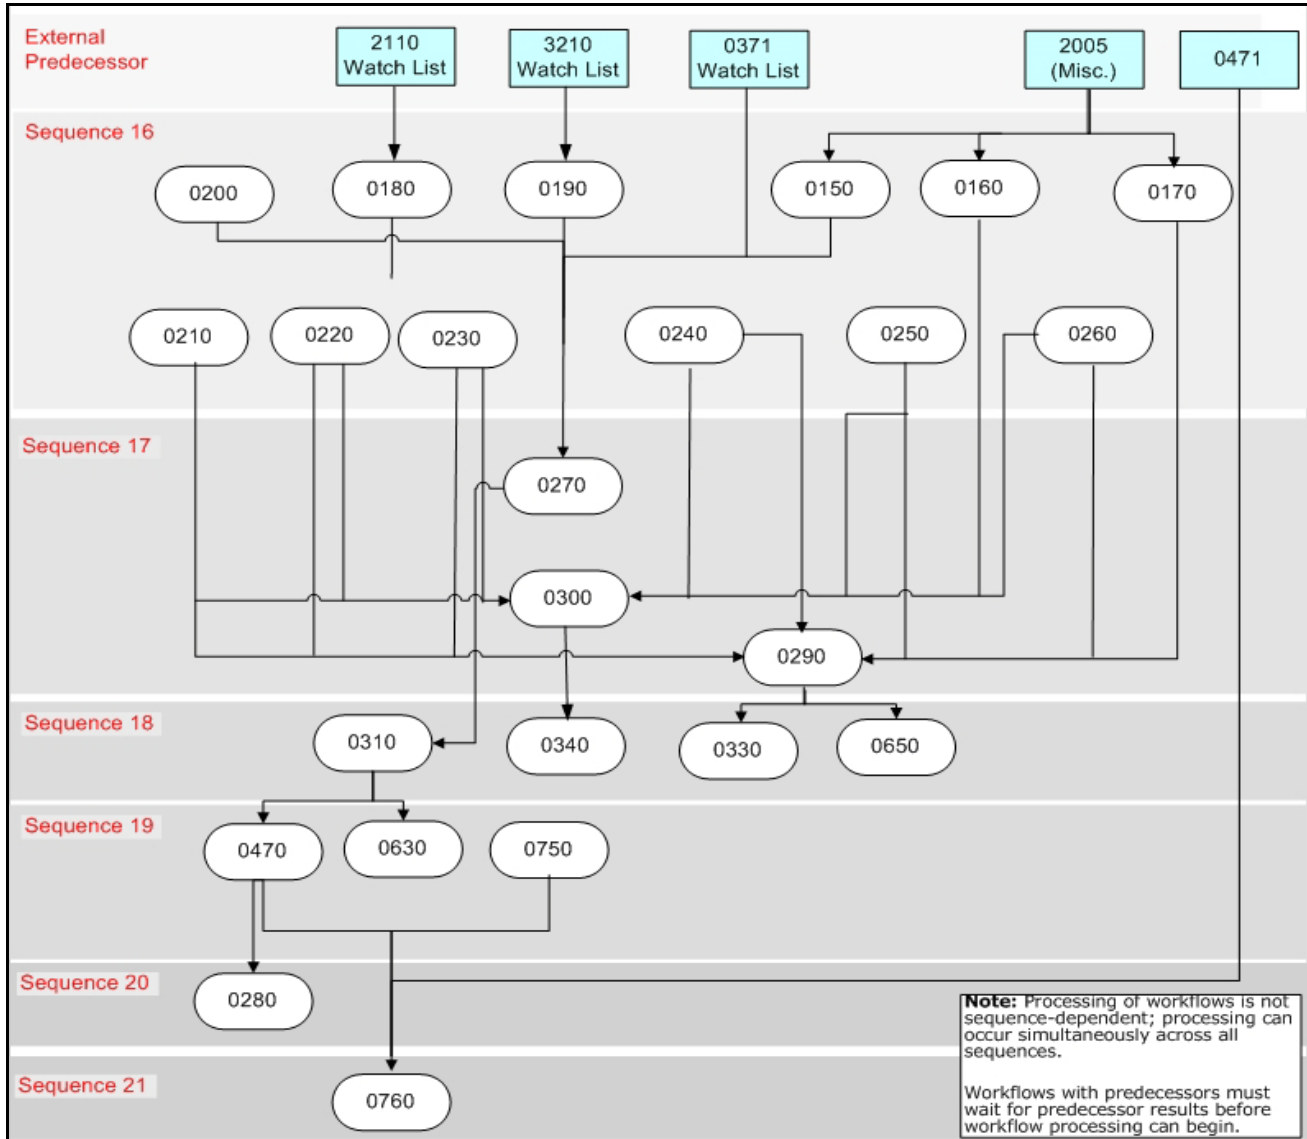 External
Predecessor
2110
Watch List
3210
Watch List
0371
Watch List
2005
(Misc.)
0471
Sequence 16
0200
0180
0190
0150
0160
0170
0210
0220
0230
0240
0250
0260
Sequence 17
0270
0300
0290
Sequence 18
0310
0340
0330
0650
Sequence 19
0470
0630
0750
Sequence 20
0280
Note: Processing of workflows is not
sequence-dependent; processing can
occur simultaneously across all
sequences.
Workflows with predecessors must
wait for predecessor results before
workflow processing can begin.
Sequence 21
0760